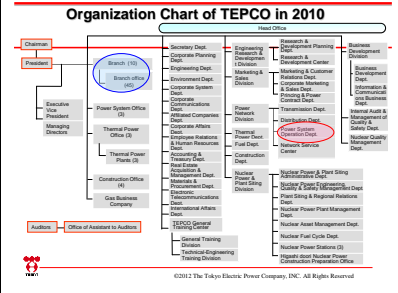 Organization Chart of TEPCO in 2010
Head Office
Chairman
President
Executive
Vice
President
Managing
Directors
Auditors
Office of Assistant to Auditors
Branch (10)
Branch office
(45)
Power System Office
(3)
Thermal Power
Office (3)
Thermal Power
Plants (3)
Construction Office
(4)
Gas Business
Company
Secretary Dept.
Corporate Planning
Dept.
Engineering Dept.
Environment Dept.
Corporate System
Dept.
Corporate
Communications
Dept.
Affiliated Companies
Dept.
Corporate Affairs
Dept.
Employee Relations
& Human Resources
Dept.
Accounting &
Treasury Dept.
Real Estate
Acquisition &
Management Dept.
Materials &
Procurement Dept.
Electronic
Telecommunications
Dept.
International Affairs
Dept.
TEPCO General
Training Center
General Training
Division
Technical-Engineering
Training Division
Engineering
Research &
Developmen
t Division
Marketing &
Sales
Division
Power
Network
Division
Thermal
Power Dept.
Fuel Dept.
Construction
Dept.
Nuclear
Power &
Plant Siting
Division
Research &
Development Planning
Dept.
Research &
Development Center
Marketing & Customer
Relations Dept.
Corporate Marketing
& Sales Dept.
Princing & Power
Contract Dept.
Transmission Dept.
Distribution Dept.
Power System
Operation Dept.
Network Service
Center
Nuclear Power & Plant Siting
Administrative Dept.
Nuclear Power Engineering,
Quality & Safety Management Dept.
Plant Siting & Regional Relations
Dept.
Nuclear Power Plant Management
Dept.
Nuclear Asset Management Dept.
Nuclear Fuel Cycle Dept.
Nuclear Power Stations (3)
Higashi doori Nuclear Power
Construction Preparation Office
Business
Development
Division
Business
Development
Dept.
Information &
Communicati
ons Business
Dept.
Internal Audit &
Management of
Quality &
Safety Dept.
Nuclear Quality
Management
Dept.
©2012 The Tokyo Electric Power Company, INC. All Rights Reserved